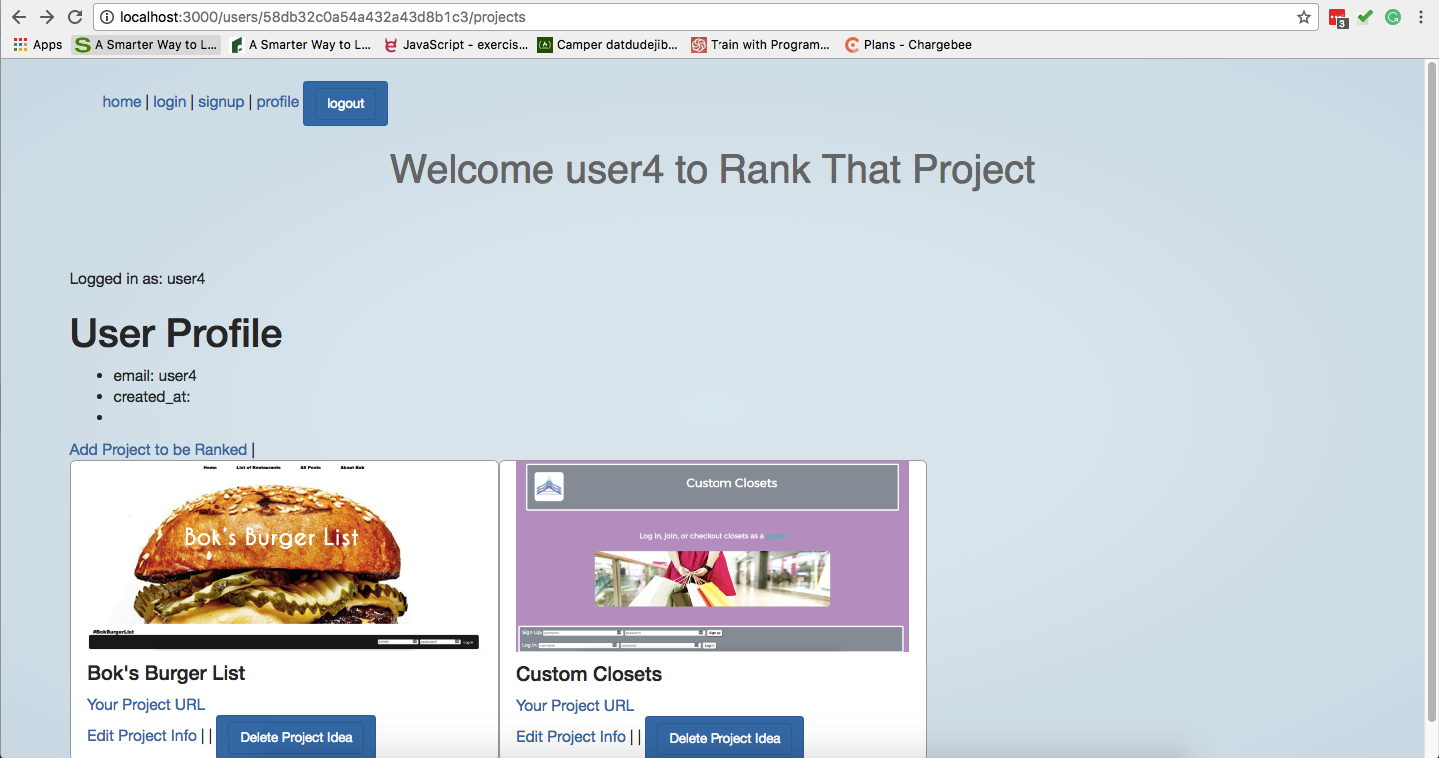 localhost:3000/users/58db32c0a54a432a43d8b1c3/projects
3
Apps A Smarter Way to L... A Smarter Way to L... JavaScript - exercis... Camper datdudejib... Train with Program... Plans - Chargebee
home | login | signup | profile logout
Welcome user4 to Rank That Project
Logged in as: user4
User Profile
email: user4
created_at:
Add Project to be Ranked |
Home List of Restaurants All Posts About Bok
Bok's Burger List
#BokBurgerList
Log In
Bok's Burger List
Your Project URL
Edit Project Info | | Delete Project Idea
Custom Closets
Log in, join, or checkout closets as a
Sign Up Sign up
Log In Log In
Custom Closets
Your Project URL
Edit Project Info | | Delete Project Idea